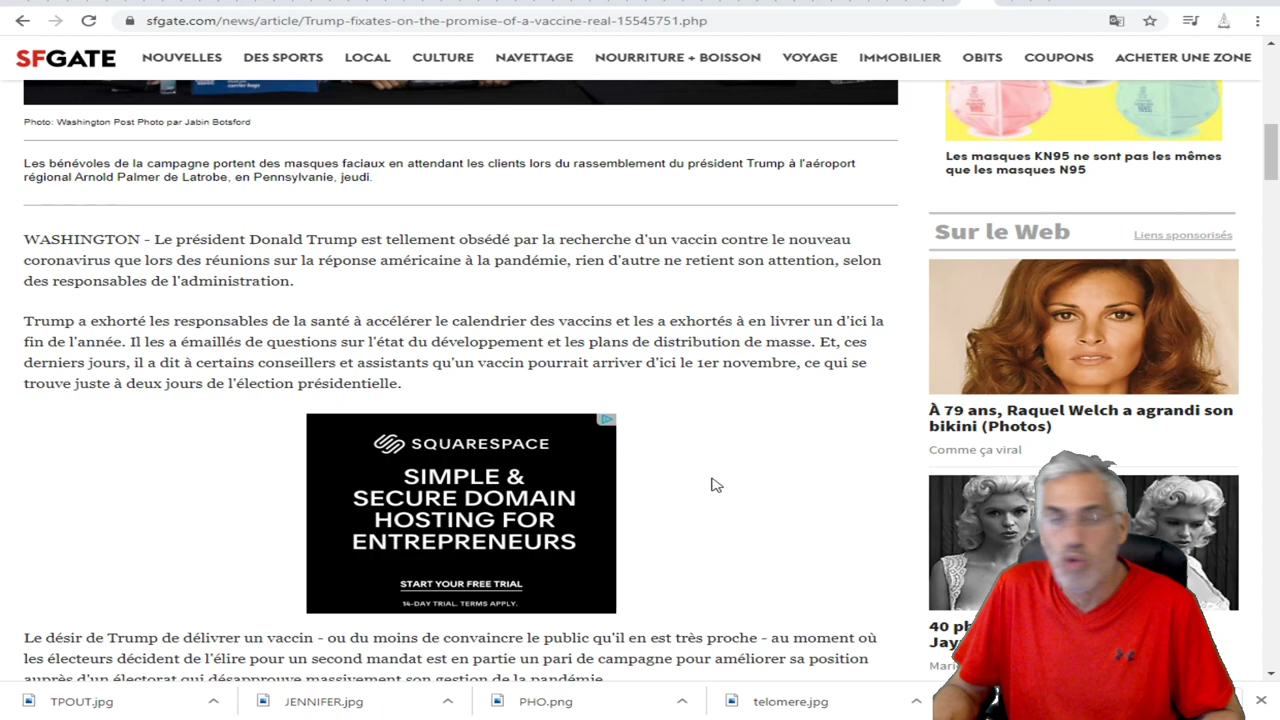 sfgate.com/news/article/Trump-fixates-on-the-promise-of-a-vaccine-real-15545751.php
SFGATE NOUVELLES DES SPORTS LOCAL CULTURE NAVETTAGE NOURRITURE + BOISSON VOYAGE IMMOBILIER OBITS COUPONS ACHETER UNE ZONE
Photo: Washington Post Photo par Jabin Botsford
Les bénévoles de la campagne portent des masques faciaux en attendant les clients lors du rassemblement du président Trump à l'aéroport
régional Arnold Palmer de Latrobe, en Pennsylvanie, jeudi.
WASHINGTON - Le président Donald Trump est tellement obsédé par la recherche d'un vaccin contre le nouveau
coronavirus que lors des réunions sur la réponse américaine à la pandémie, rien d'autre ne retient son attention, selon
des responsables de l'administration.
Trump a exhorté les responsables de la santé à accélérer le calendrier des vaccins et les a exhortés à en livrer un d'ici la
fin de l'année. Il les a émaillés de questions sur l'état du développement et les plans de distribution de masse. Et, ces
derniers jours, il a dit à certains conseillers et assistants qu'un vaccin pourrait arriver d'ici le 1er novembre, ce qui se
trouve juste à deux jours de l'élection présidentielle.
SQUARESPACE
SIMPLE &
SECURE DOMAIN
HOSTING FOR
ENTREPRENEURS
START YOUR FREE TRIAL
14-DAY TRIAL. TERMS APPLY.
Le désir de Trump de délivrer un vaccin - ou du moins de convaincre le public qu'il en est très proche - au moment où
les électeurs décident de l'élire pour un second mandat est en partie un pari de campagne pour améliorer sa position
auprès d'un électorat qui désapprouve massivement son gestion de la pandémie.
Les masques KN95 ne sont pas les mêmes
que les masques N95
Sur le Web Liens sponsorisés
À 79 ans, Raquel Welch a agrandi son
bikini (Photos)
Comme ça viral
40
TPOUT.jpg JENNIFER.jpg PHO.png telomere.jpg